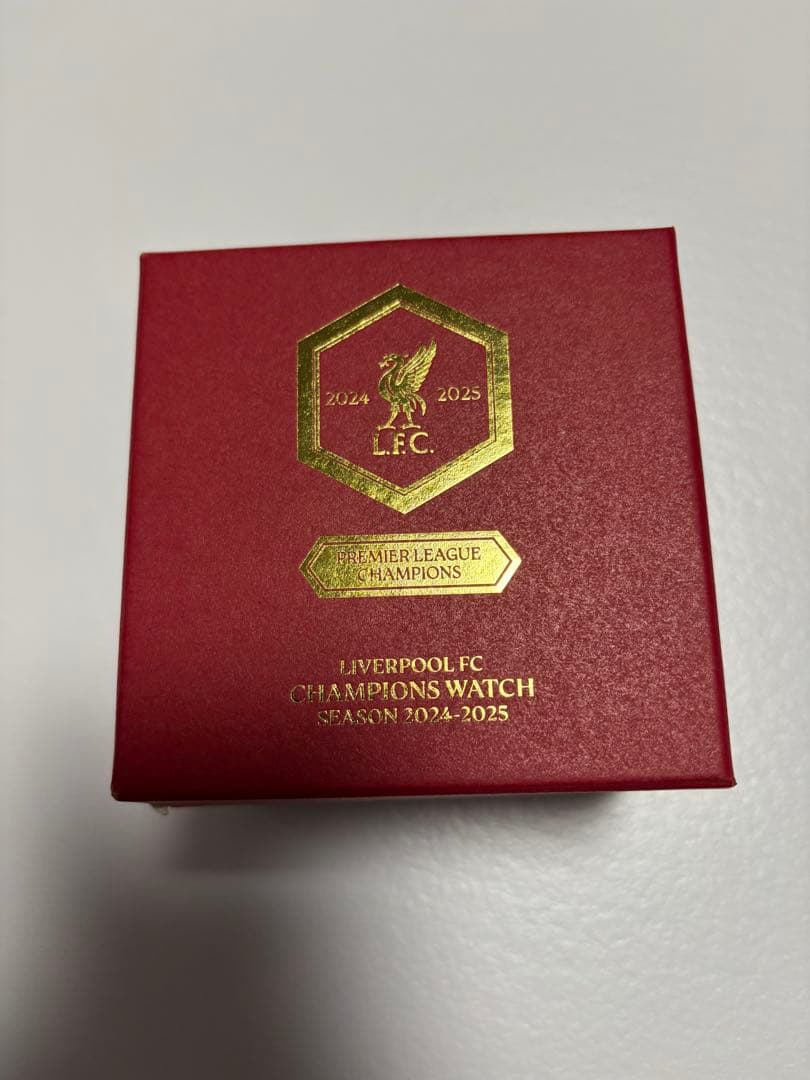 2024 2025
L.F.C.
PREMIER LEAGUE
CHAMPIONS
LIVERPOOL FC
CHAMPIONS WATCH
SEASON 2024-2025